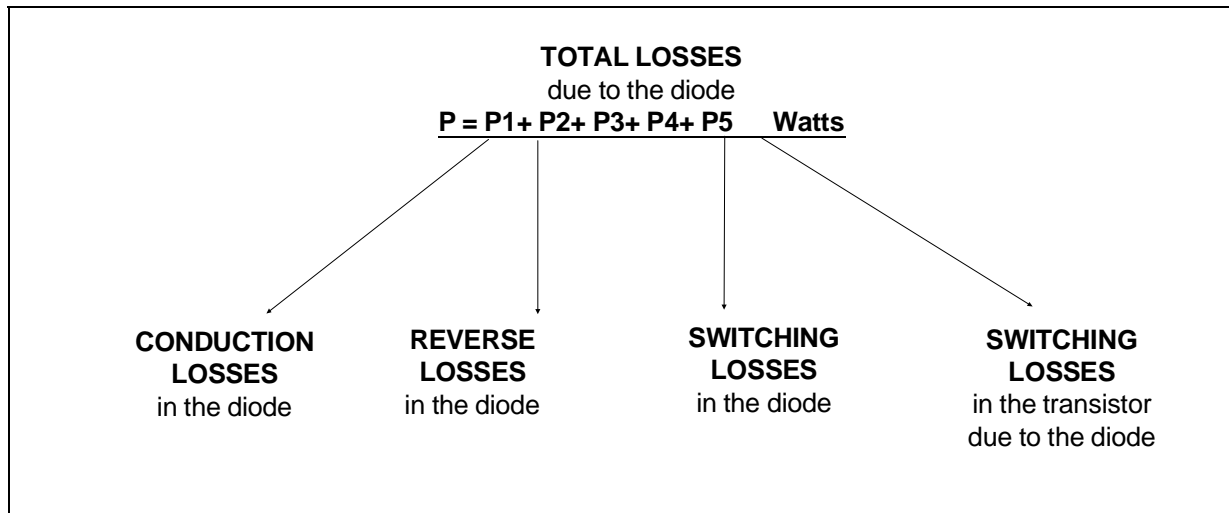 TOTAL LOSSES
due to the diode
P = P1+ P2+ P3+ P4+ P5 Watts
CONDUCTION
LOSSES
in the diode
REVERSE
LOSSES
in the diode
SWITCHING
LOSSES
in the diode
SWITCHING
LOSSES
in the transistor
due to the diode